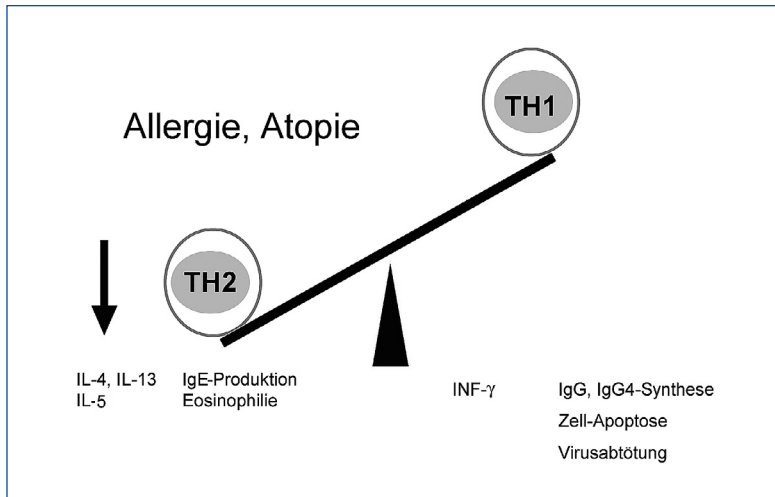 Allergie, Atopie
TH1
TH2
IL-4, IL-13 IgE-Produktion
IL-5 Eosinophilie
INF-γ IgG, IgG4-Synthese
Zell-Apoptose
Virusabtötung